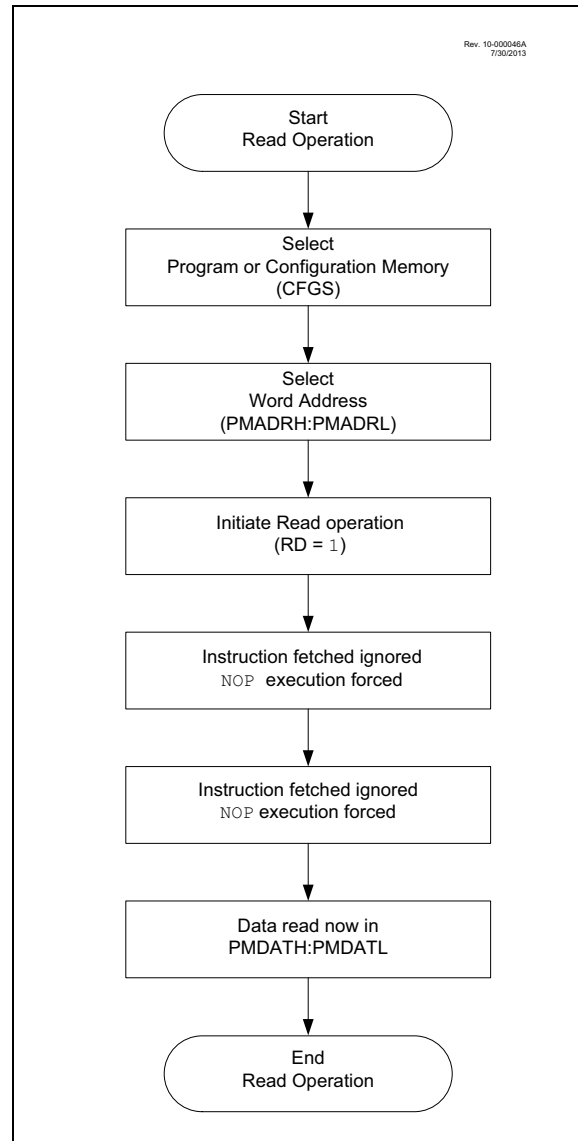 Rev. 10-000046A
7/30/2013
Start
Read Operation
Select
Program or Configuration Memory
(CFGS)
Select
Word Address
(PMADRH:PMADRL)
Initiate Read operation
(RD = 1)
Instruction fetched ignored
NOP execution forced
Instruction fetched ignored
NOP execution forced
Data read now in
PMDATH:PMDATL
End
Read Operation